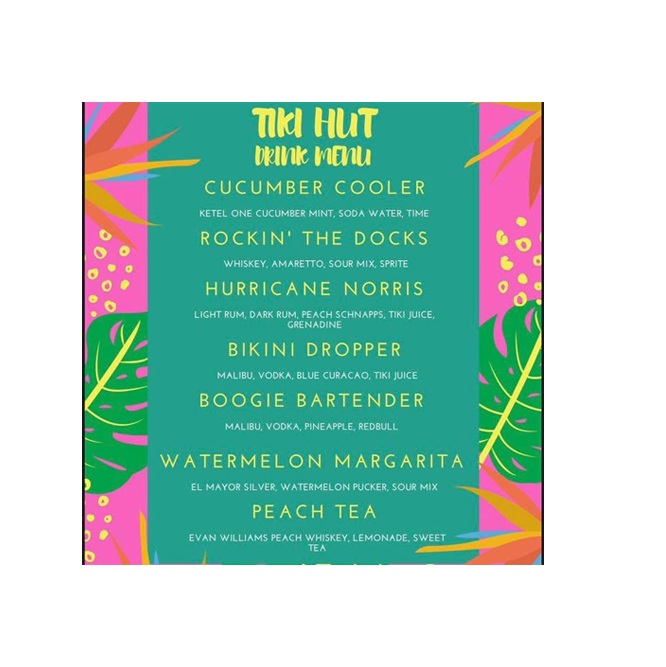 TIKI HUT
DRINK MENU
CUCUMBER COOLER
KETEL ONE CUCUMBER MINT, SODA WATER, TIME
ROCKIN' THE DOCKS
WHISKEY, AMARETTO, SOUR MIX, SPRITE
HURRICANE NORRIS
LIGHT RUM, DARK RUM, PEACH SCHNAPPS, TIKI JUICE,
GRENADINE
BIKINI DROPPER
MALIBU, VODKA, BLUE CURACAO, TIKI JUICE
BOOGIE BARTENDER
MALIBU, VODKA, PINEAPPLE, REDBULL
WATERMELON MARGARITA
EL MAYOR SILVER, WATERMELON PUCKER, SOUR MIX
PEACH TEA
EVAN WILLIAMS PEACH WHISKEY, LEMONADE, SWEET
TEA